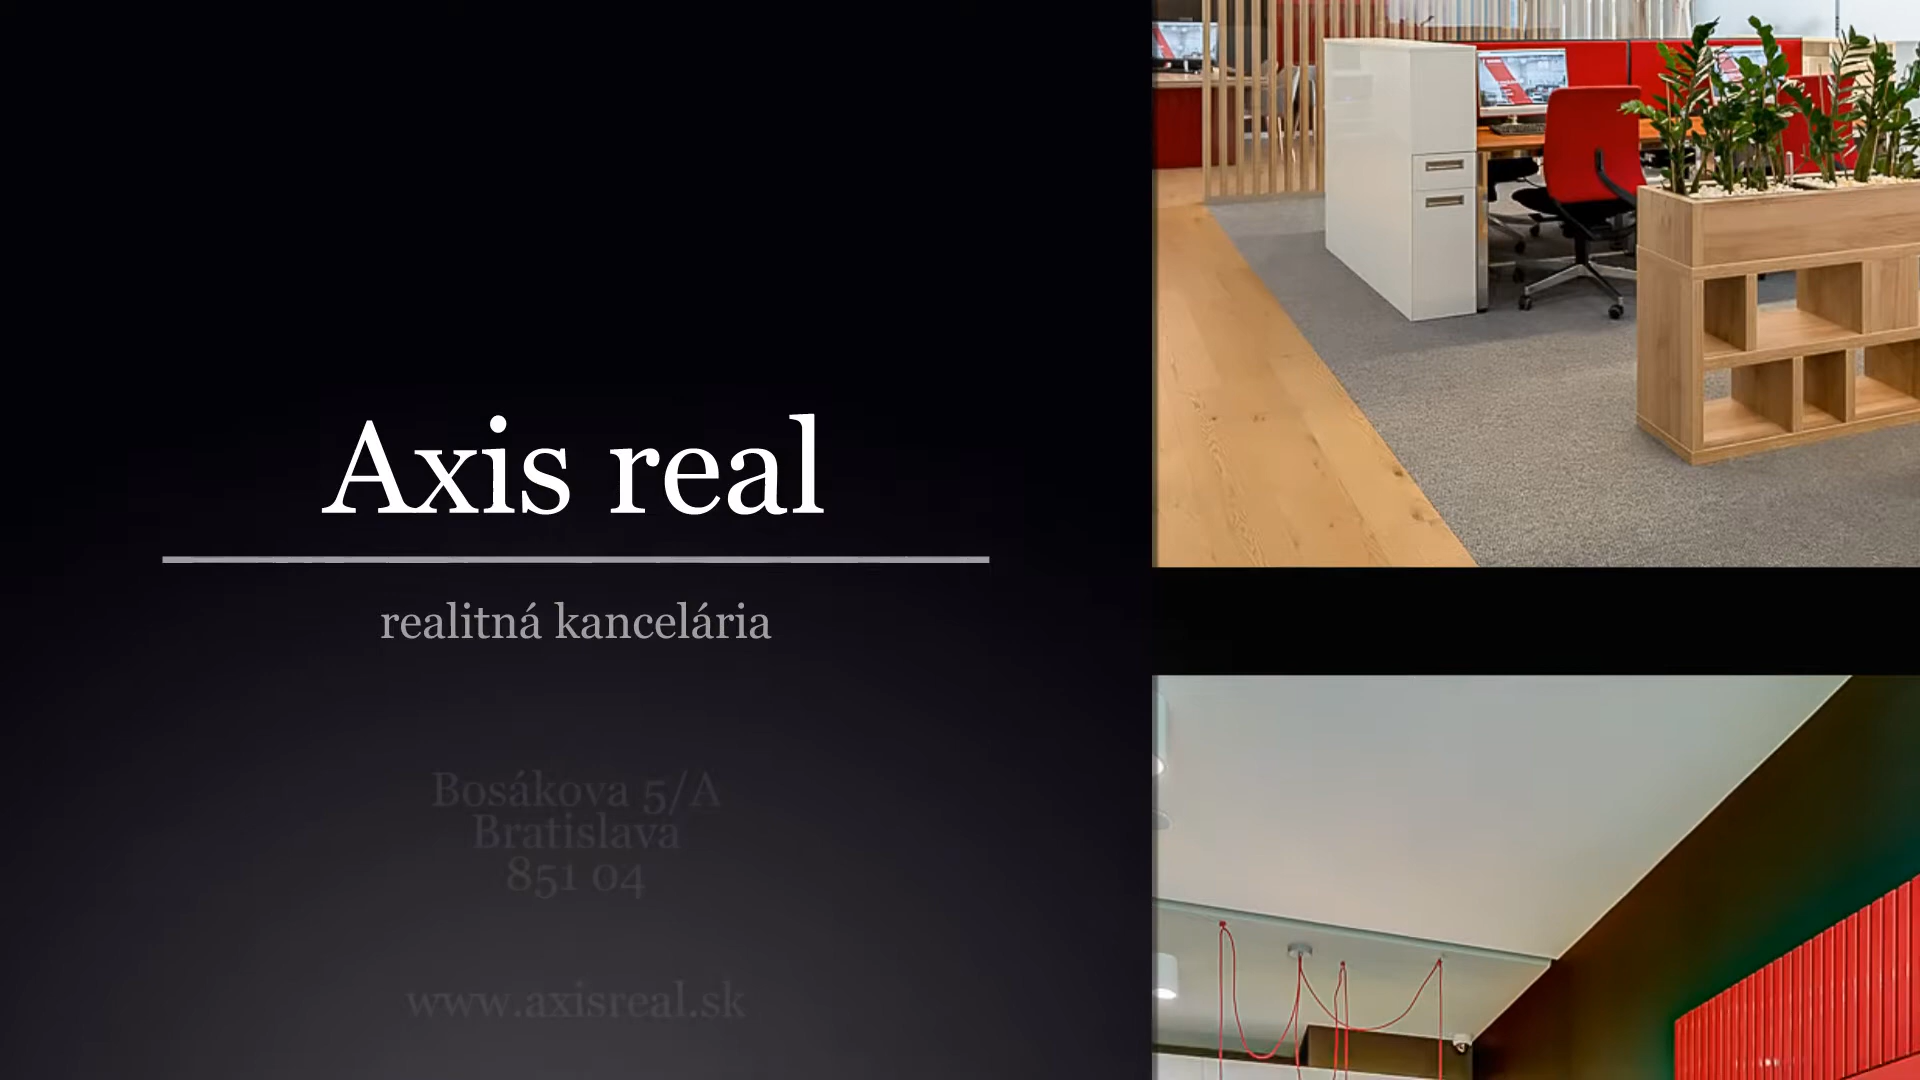 Axis real
realitná kancelária
Bosákova 5/A
Bratislava
851 04
www.axisreal.sk